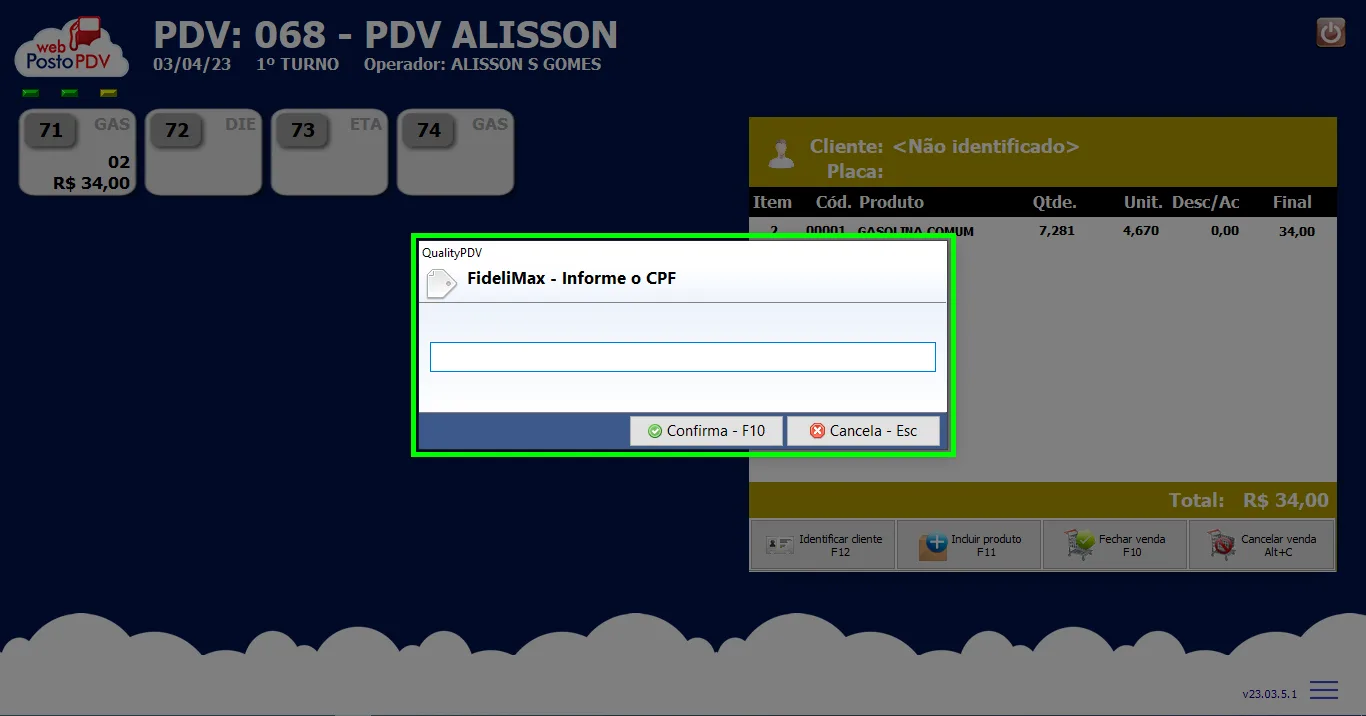 web
PostoPDV
PDV: 068 - PDV ALISSON
03/04/23 1º TURNO Operador: ALISSON S GOMES
71 GAS
02
R$ 34,00
72 DIE
73 ETA
74 GAS
Cliente: <Não identificado>
Placa:
Item Cód. Produto Qtde. Unit. Desc/Ac Final
2 00001 GASOLINA COMUM 7,281 4,670 0,00 34,00
QualityPDV
FideliMax - Informe o CPF
Confirma - F10
Cancela - Esc
Total: R$ 34,00
Identificar cliente
F12
Incluir produto
F11
Fechar venda
F10
Cancelar venda
Alt+C
v23.03.5.1